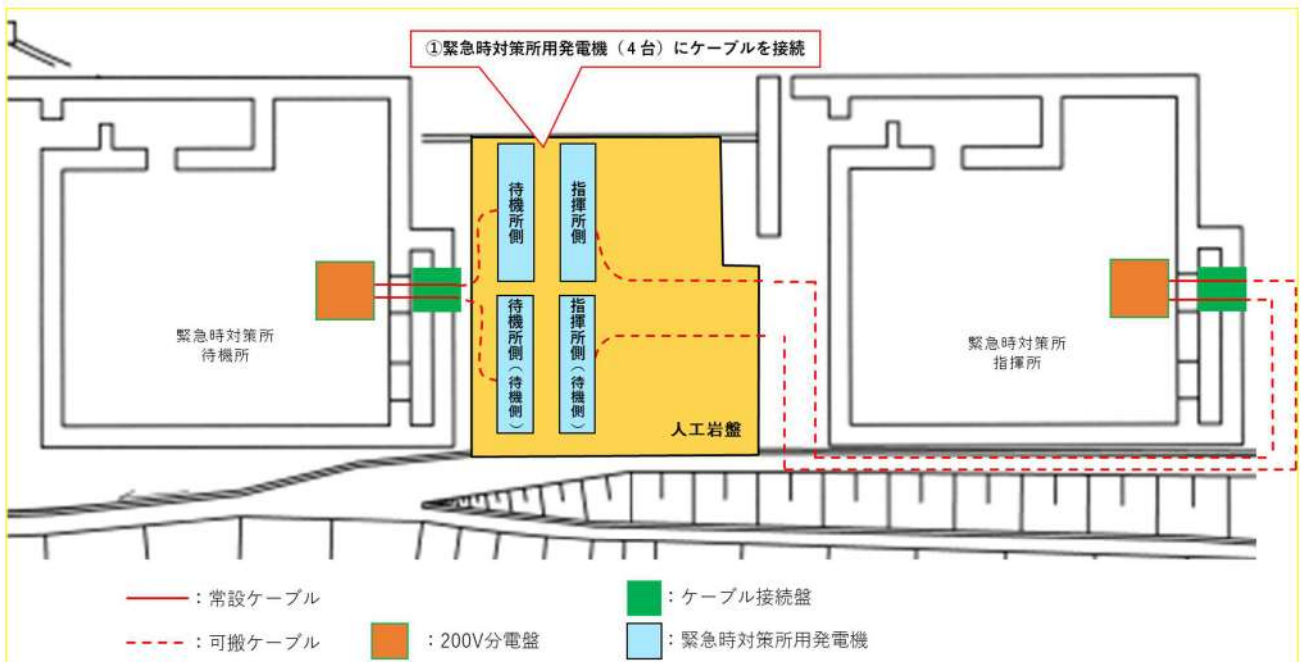 ①緊急時対策所用発電機（４台）にケーブルを接続
待機所側
指揮所側
待機所側（待機側）
指揮所側（待機側）
緊急時対策所
待機所
緊急時対策所
指揮所
人工岩盤
：常設ケーブル
：ケーブル接続盤
：可搬ケーブル
：200V分電盤
：緊急時対策所用発電機